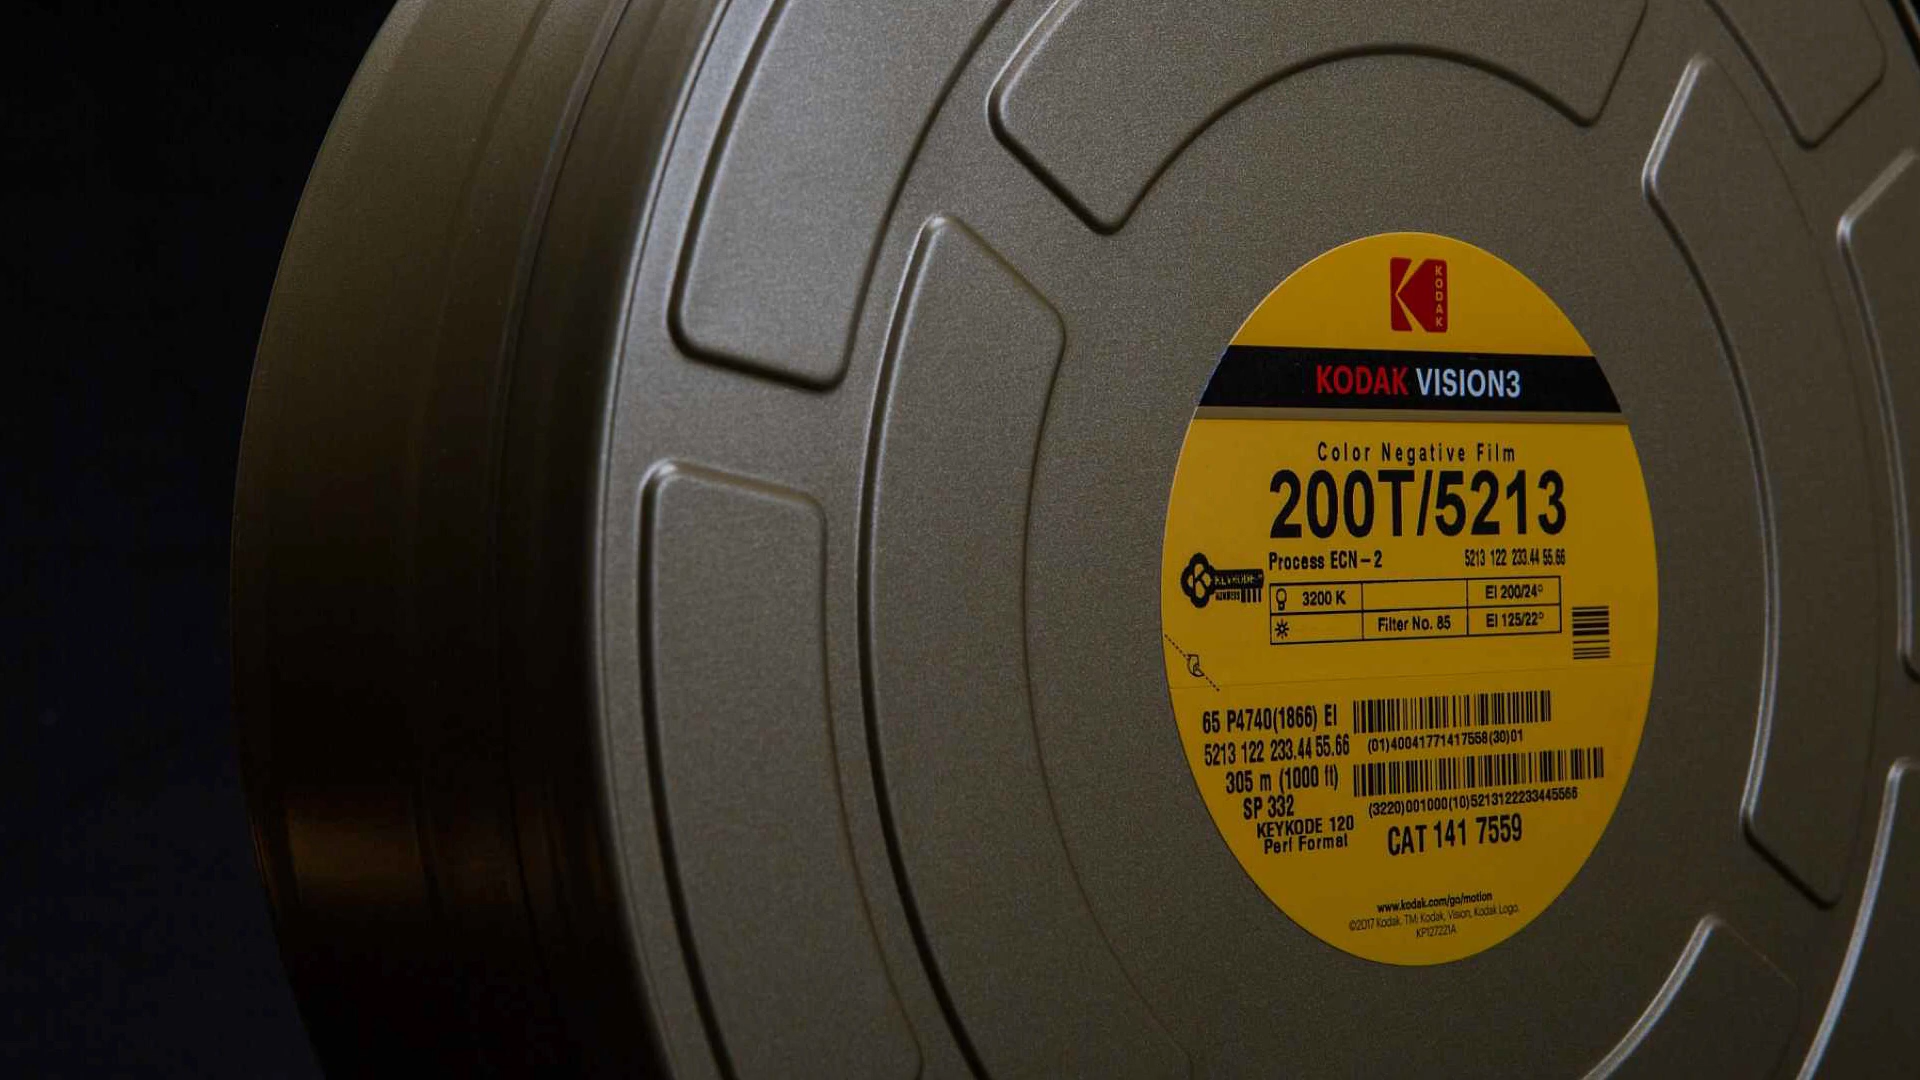 KODAK
KODAK VISION3
Color Negative Film
200T/5213
Process ECN-2 5213 122 233.44 55.66
KEYKODE
NUMBERS
3200 K EI 200/24°
Filter No. 85 EI 125/22°
65 P4740(1866) EI
5213 122 233.44 55.66 (01)40041771417558(30)01
305 m (1000 ft)
SP 332 (3220)001000(10)5213122233445566
KEYKODE 120
Perf Format CAT 141 7559
www.kodak.com/go/motion
©2017 Kodak. TM: Kodak, Vision, Kodak Logo.
KP127221A